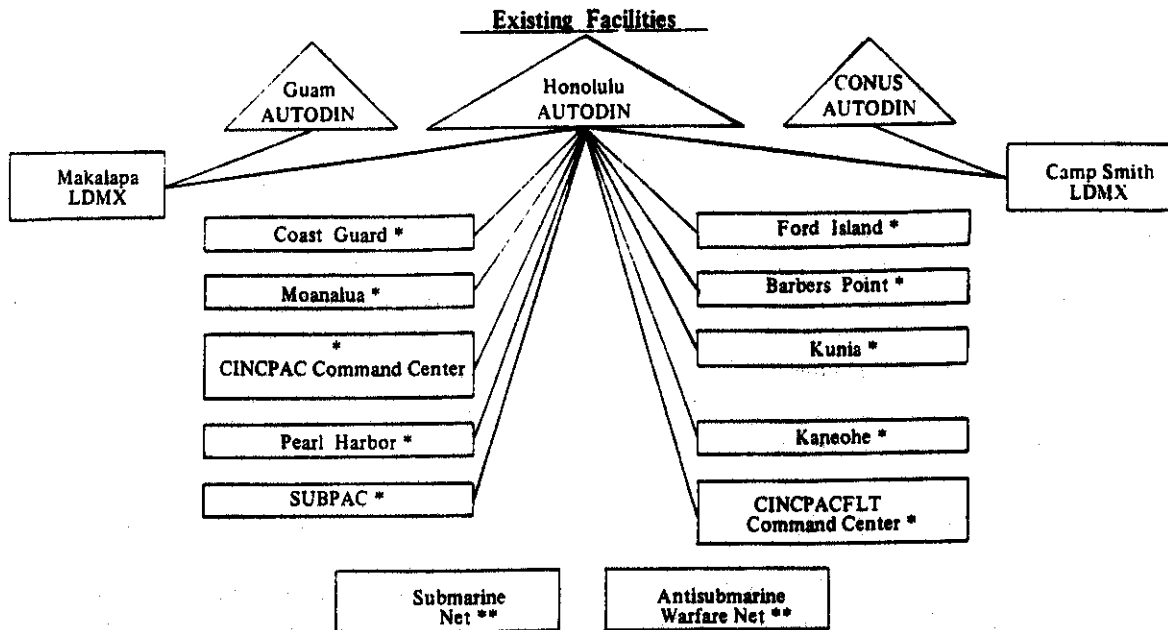 Existing Facilities
Guam
AUTODIN
Honolulu
AUTODIN
CONUS
AUTODIN
Makalapa
LDMX
Camp Smith
LDMX
Coast Guard *
Ford Island *
Moanalua *
Barbers Point *
*
CINCPAC Command Center
Kunia *
Pearl Harbor *
Kaneohe *
SUBPAC *
CINCPACFLT
Command Center *
Submarine
Net **
Antisubmarine
Warfare Net **